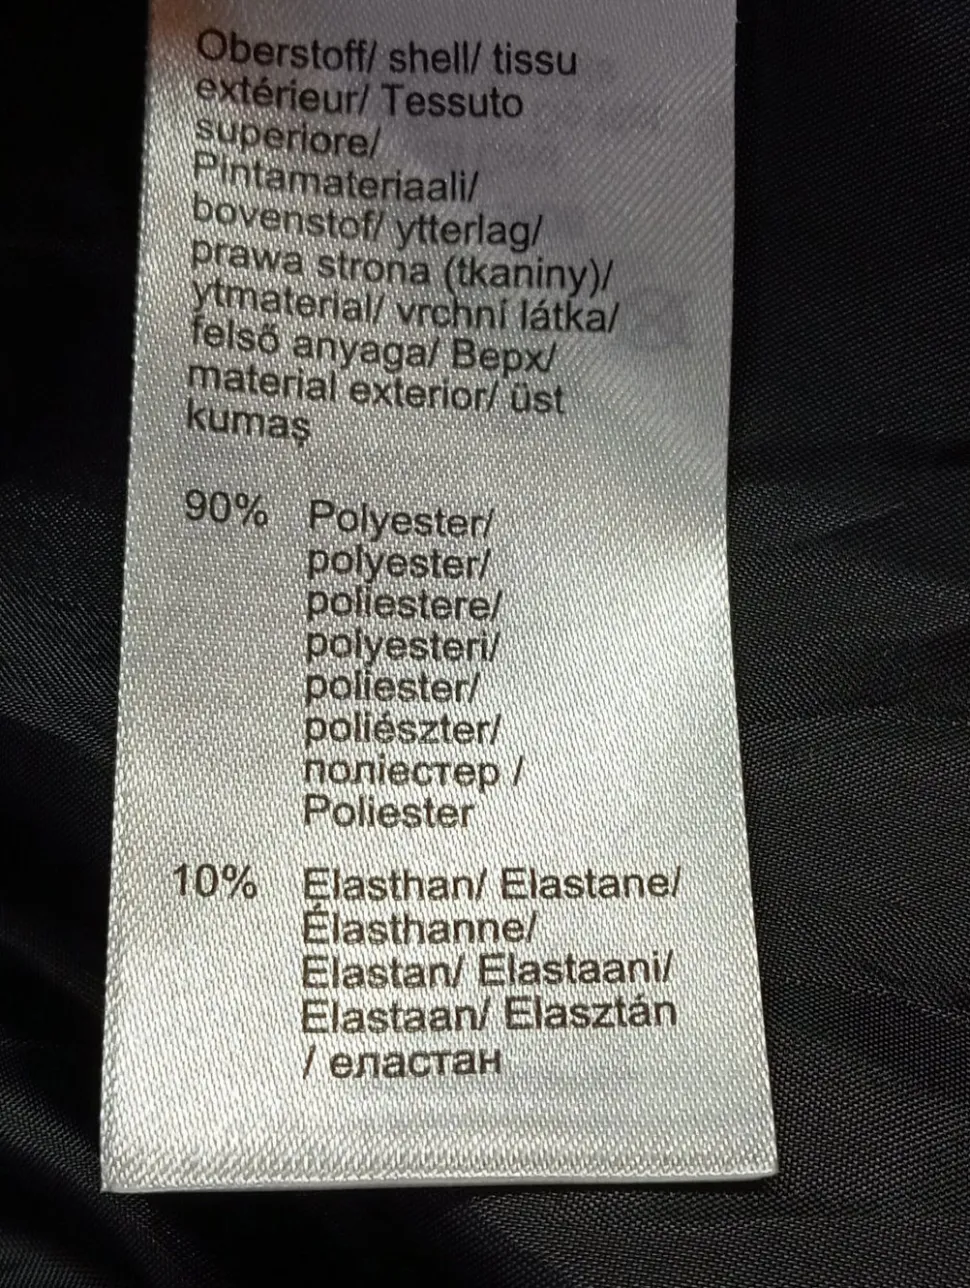 Oberstoff/ shell/ tissu
extérieur/ Tessuto
superiore/
Pintamateriaali/
bovenstof/ ytterlag/
prawa strona (tkaniny)/
ytmaterial/ vrchní látka/
felső anyaga/ Верх/
material exterior/ üst
kumaş
90% Polyester/
polyester/
poliestere/
polyesteri/
poliester/
poliészter/
поліестер /
Poliester
10% Elasthan/ Elastane/
Élasthanne/
Elastan/ Elastaani/
Elastaan/ Elasztán
/ еластан